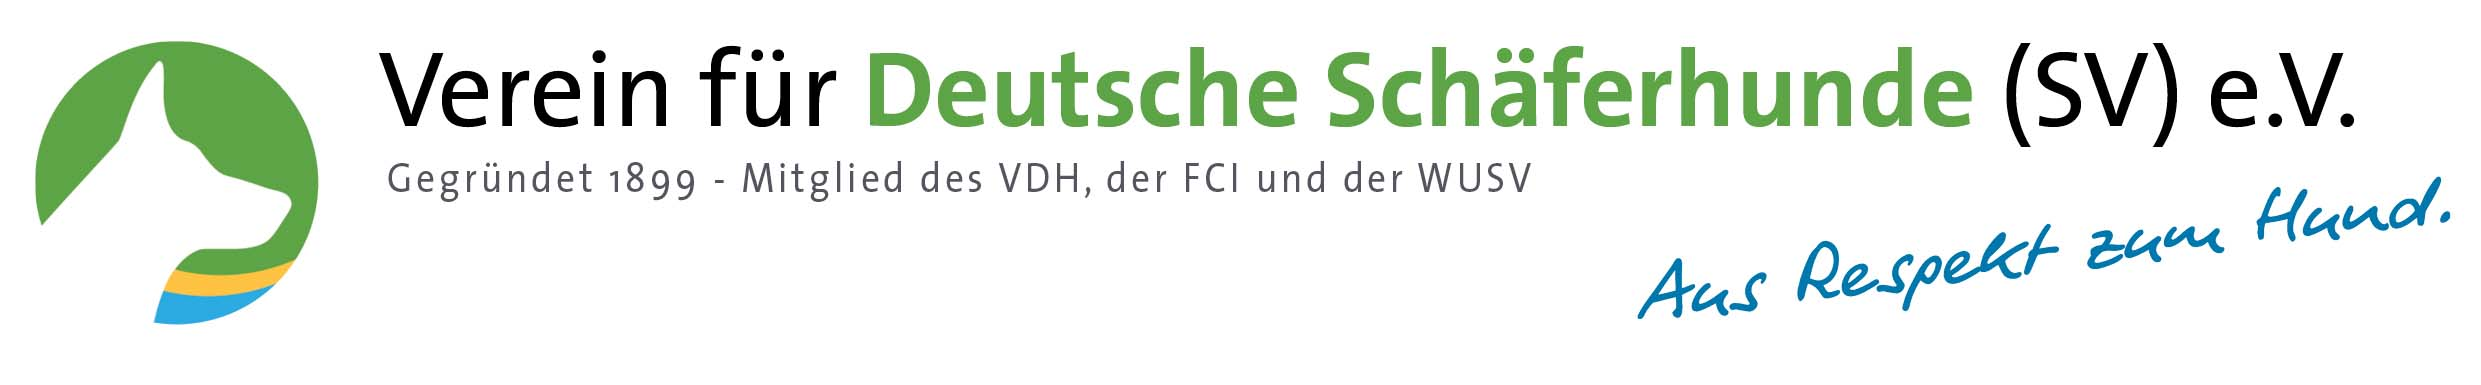 Verein für Deutsche Schäferhunde (SV) e.V.
Gegründet 1899 - Mitglied des VDH, der FCI und der WUSV
Aus Respekt zum Hund.